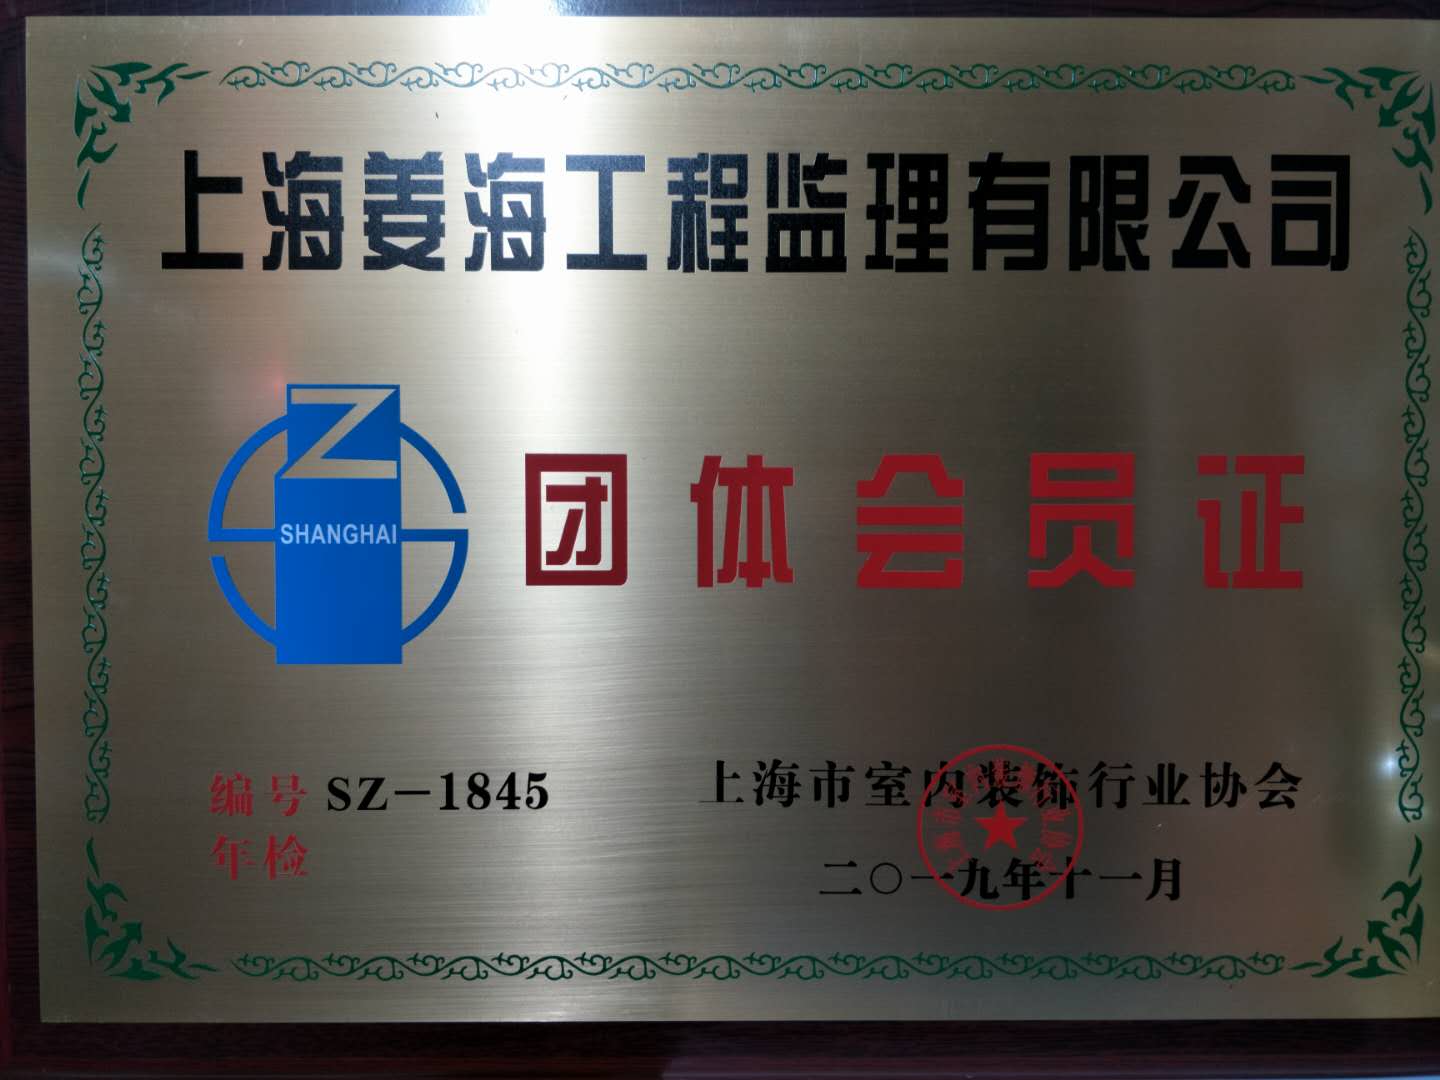 上海姜海工程监理有限公司
Z
SHANGHAI
团体会员证
编号 SZ-1845
年检
上海市室内装饰行业协会
二〇一九年十一月